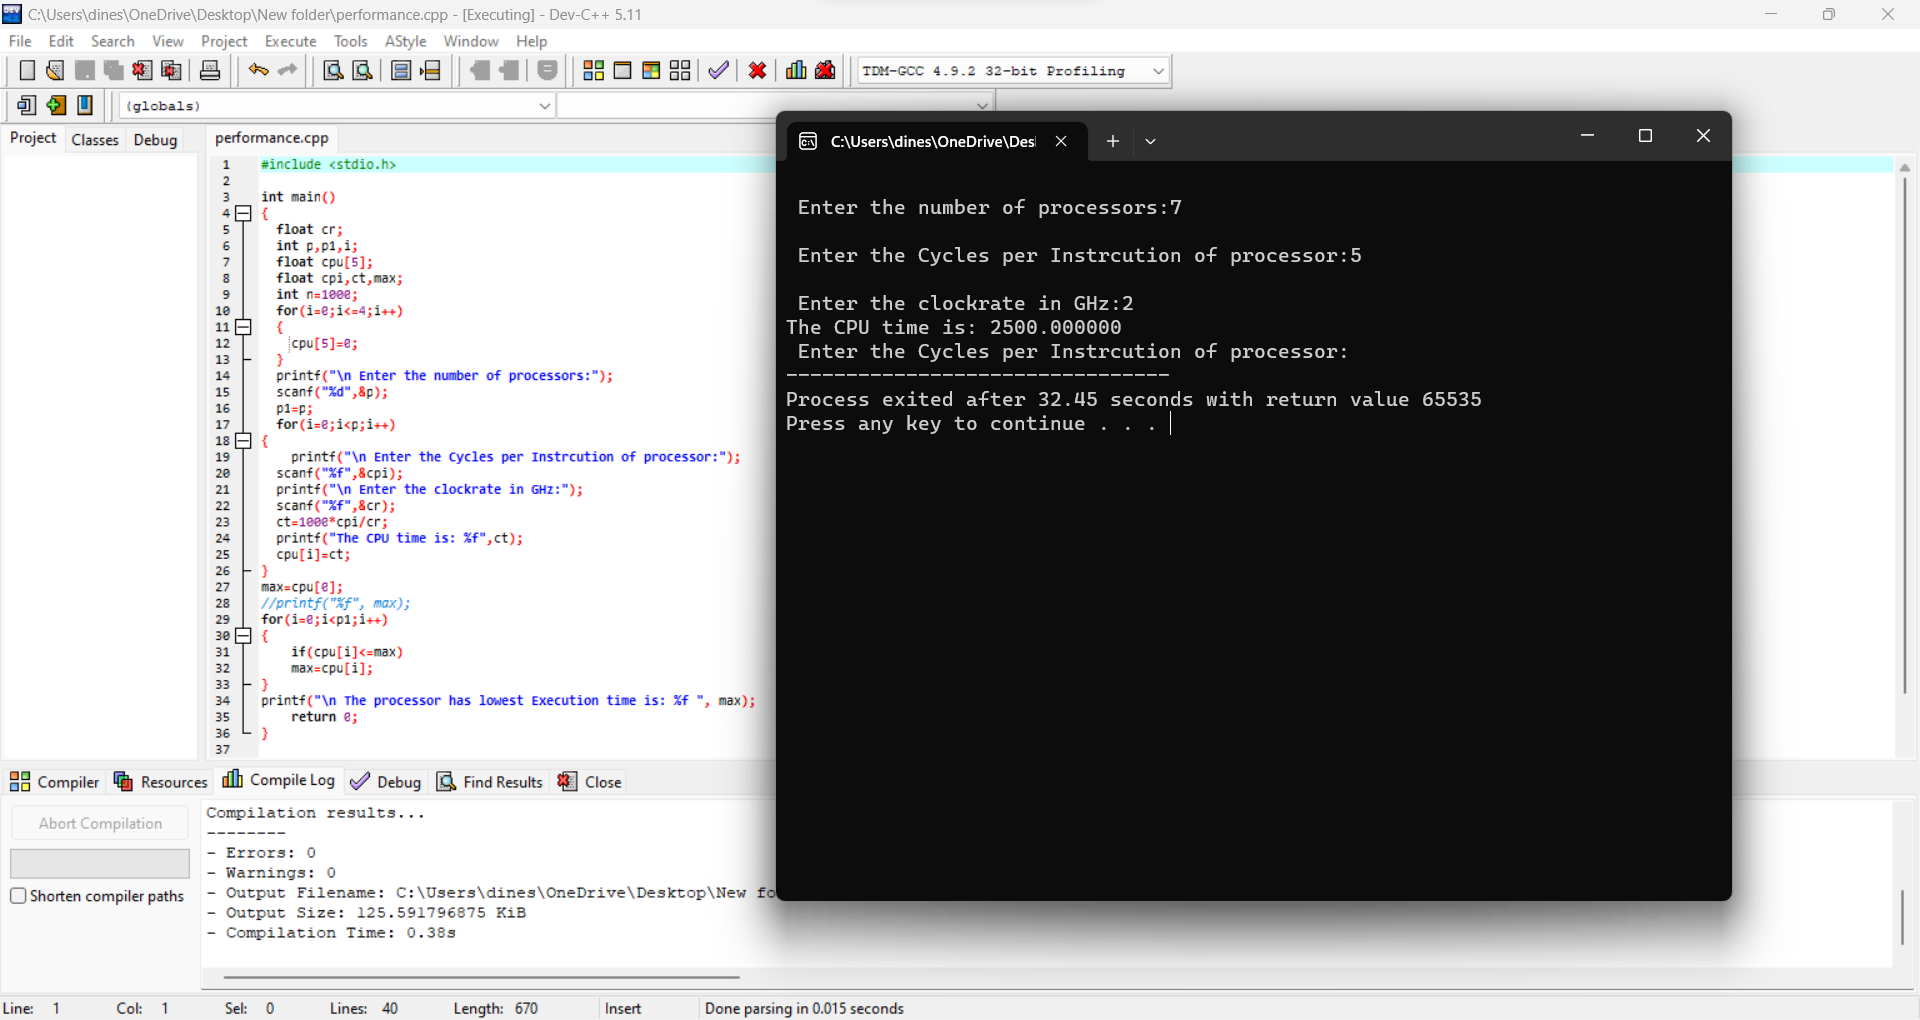 C:\Users\dines\OneDrive\Desktop\New folder\performance.cpp - [Executing] - Dev-C++ 5.11
File Edit Search View Project Execute Tools AStyle Window Help
TDM-GCC 4.9.2 32-bit Profiling
(globals)
Project Classes Debug
performance.cpp
1 #include <stdio.h>
2
3 int main()
4 {
5 float cr;
6 int p,p1,i;
7 float cpu[5];
8 float cpi,ct,max;
9 int n=1000;
10 for(i=0;i<=4;i++)
11 {
12 cpu[5]=0;
13 }
14 printf("\n Enter the number of processors:");
15 scanf("%d",&p);
16 p1=p;
17 for(i=0;i<p;i++)
18 {
19 printf("\n Enter the Cycles per Instrcution of processor:");
20 scanf("%f",&cpi);
21 printf("\n Enter the clockrate in GHz:");
22 scanf("%f",&cr);
23 ct=1000*cpi/cr;
24 printf("The CPU time is: %f",ct);
25 cpu[i]=ct;
26 }
27 max=cpu[0];
28 //printf("%f", max);
29 for(i=0;i<p1;i++)
30 {
31 if(cpu[i]<=max)
32 max=cpu[i];
33 }
34 printf("\n The processor has lowest Execution time is: %f ", max);
35 return 0;
36 }
37
C:\Users\dines\OneDrive\Des
Enter the number of processors:7
Enter the Cycles per Instrcution of processor:5
Enter the clockrate in GHz:2
The CPU time is: 2500.000000
Enter the Cycles per Instrcution of processor:
--------------------------------
Process exited after 32.45 seconds with return value 65535
Press any key to continue . . .
Compiler Resources Compile Log Debug Find Results Close
Abort Compilation
Shorten compiler paths
Compilation results...
--------
- Errors: 0
- Warnings: 0
- Output Filename: C:\Users\dines\OneDrive\Desktop\New fo
- Output Size: 125.591796875 KiB
- Compilation Time: 0.38s
Line: 1 Col: 1 Sel: 0 Lines: 40 Length: 670 Insert Done parsing in 0.015 seconds